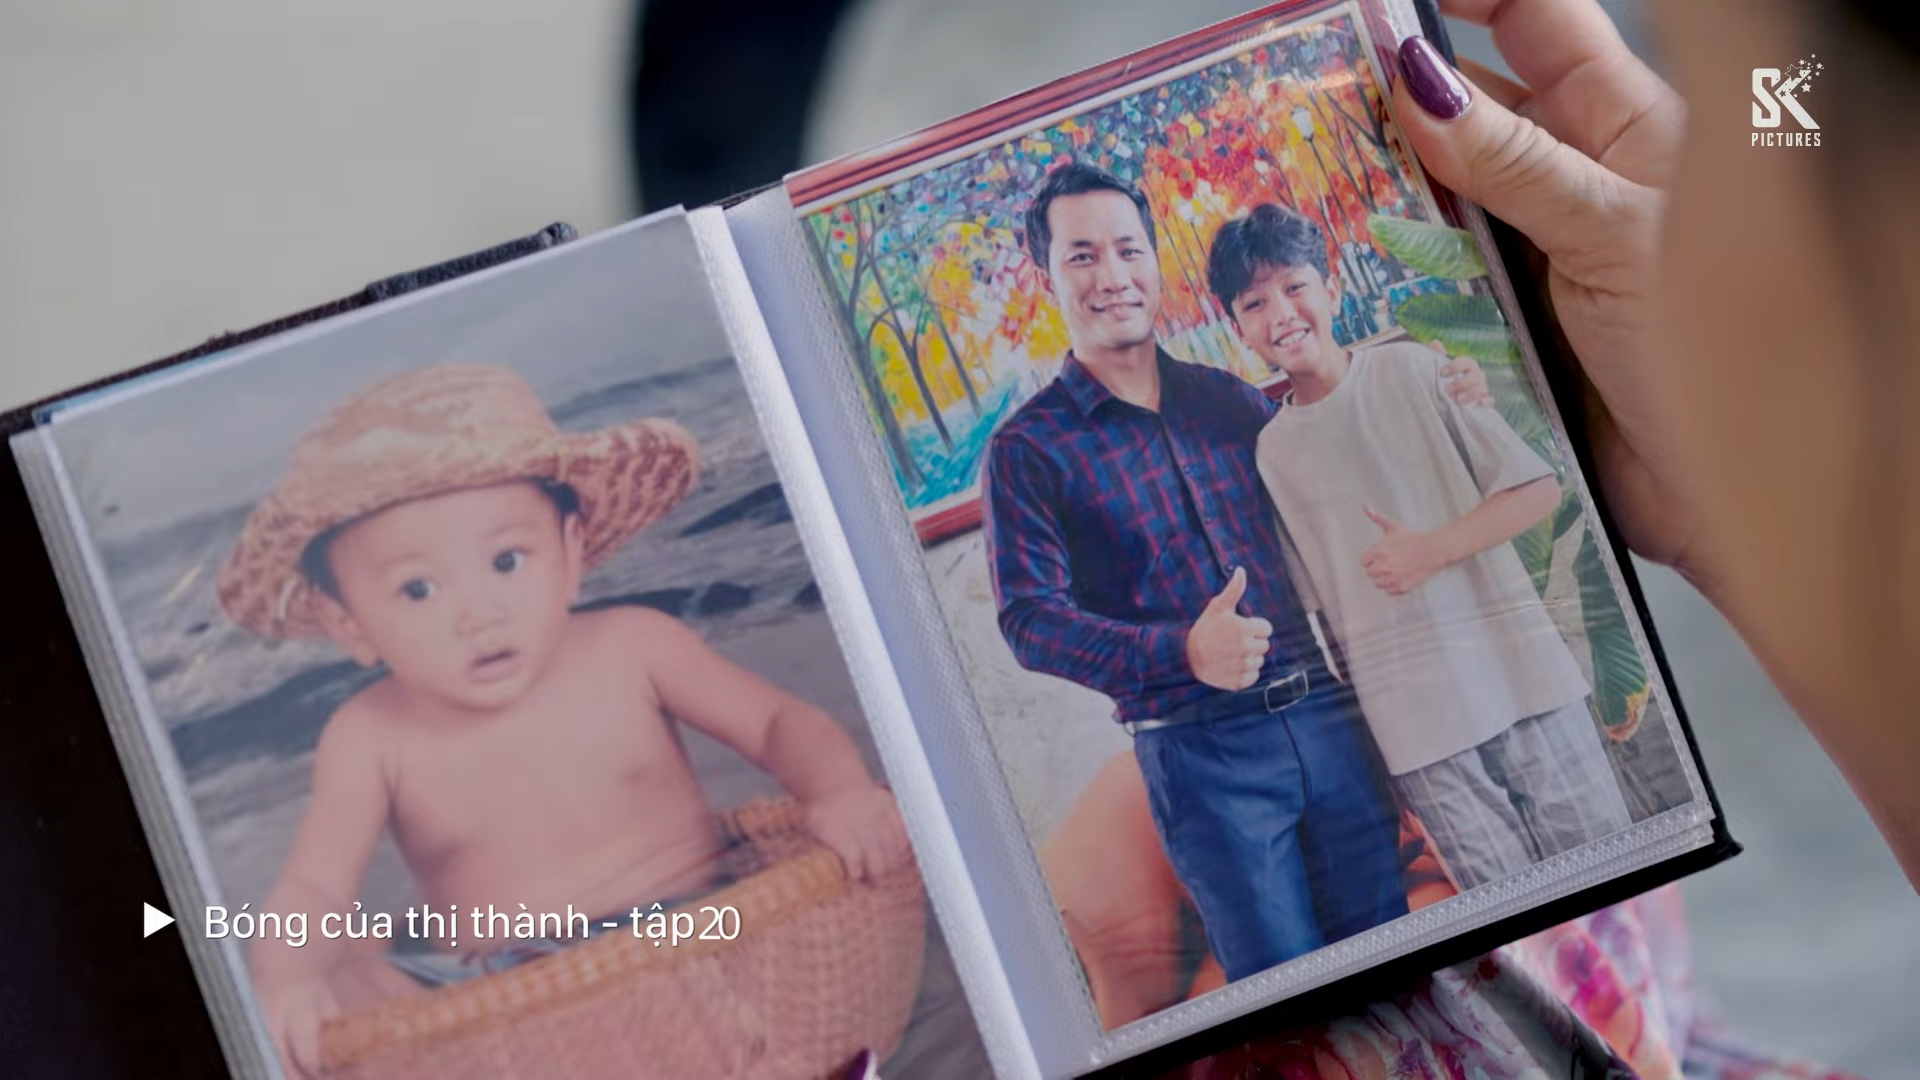 SK
PICTURES
▶ Bóng của thị thành - tập20